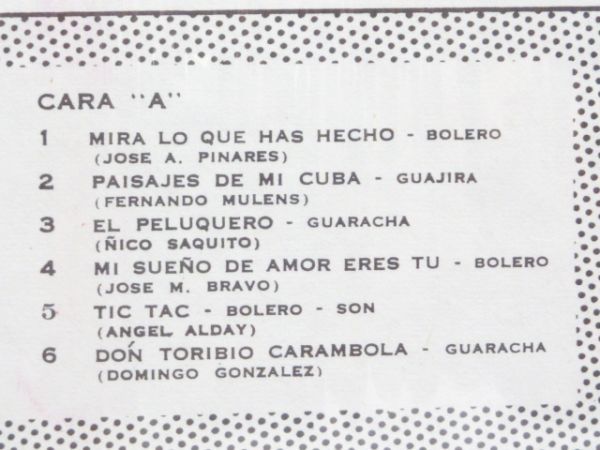 CARA "A"
1 MIRA LO QUE HAS HECHO - BOLERO
(JOSE A. PINARES)
2 PAISAJES DE MI CUBA - GUAJIRA
(FERNANDO MULENS)
3 EL PELUQUERO - GUARACHA
(ÑICO SAQUITO)
4 MI SUEÑO DE AMOR ERES TU - BOLERO
(JOSE M. BRAVO)
5 TIC TAC - BOLERO - SON
(ANGEL ALDAY)
6 DOŃ TORIBIO CARAMBOLA - GUARACHA
(DOMINGO GONZALEZ)